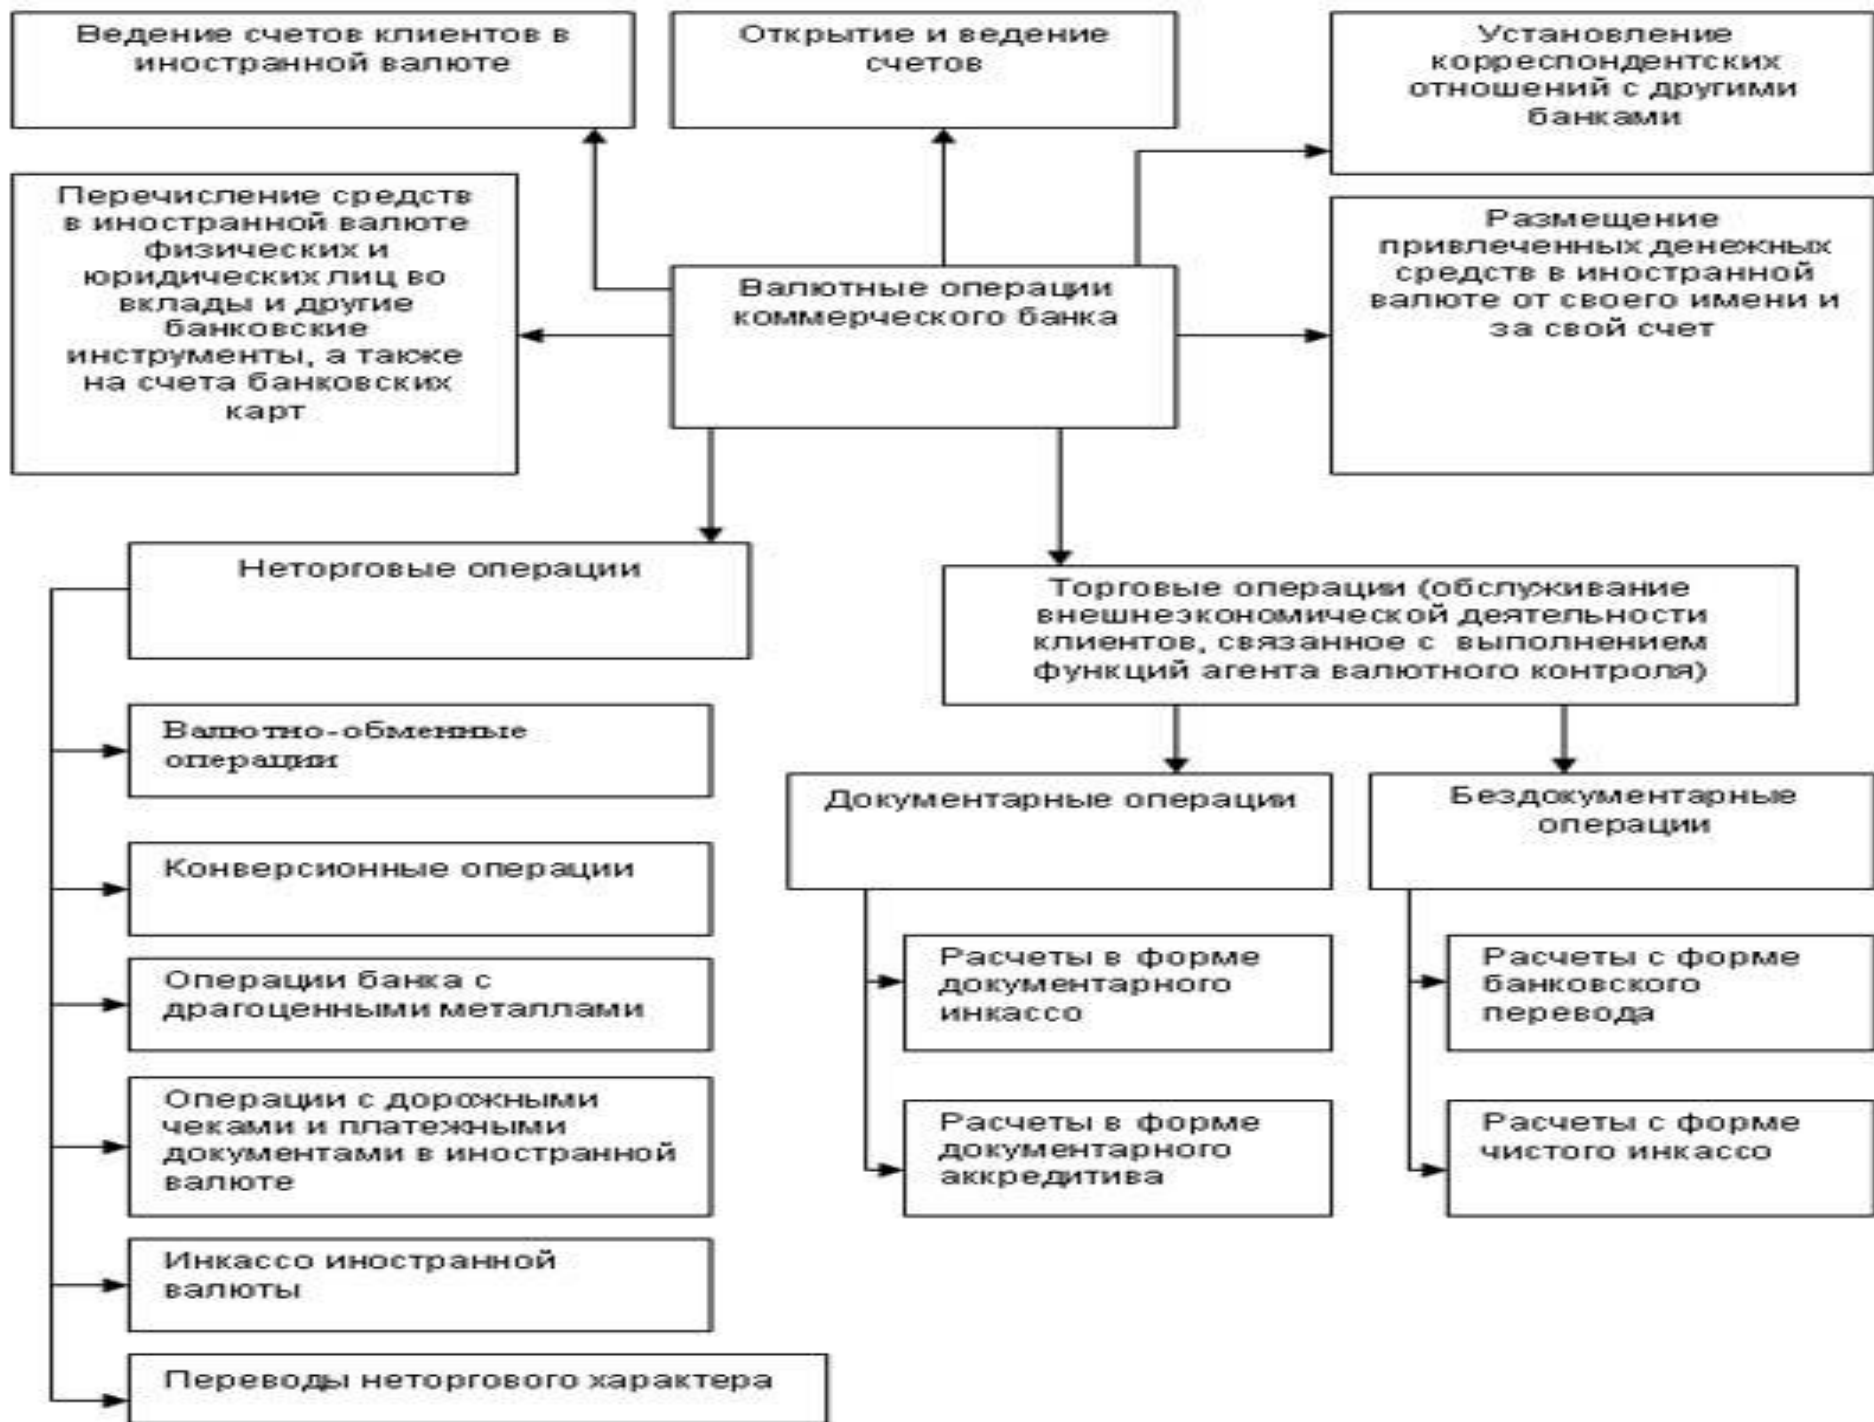 Ведение счетов клиентов в
иностранной валюте
Открытие и ведение
счетов
Установление
корреспондентских
отношений с другими
банками
Перечисление средств
в иностранной валюте
физических и
юридических лиц во
вклады и другие
банковские
инструменты, а также
на счета банковских
карт
Валютные операции
коммерческого банка
Размещение
привлеченных денежных
средств в иностранной
валюте от своего имени и
за свой счет
Неторговые операции
Торговые операции (обслуживание
внешнеэкономической деятельности
клиентов, связанное с выполнением
функций агента валютного контроля)
Валютно-обменные
операции
Конверсионные операции
Операции банка с
драгоценными металлами
Операции с дорожными
чеками и платежными
документами в иностранной
валюте
Инкассо иностранной
валюты
Переводы неторгового характера
Документарные операции
Расчеты в форме
документарного
инкассо
Расчеты в форме
документарного
аккредитива
Бездокументарные
операции
Расчеты с форме
банковского
перевода
Расчеты с форме
чистого инкассо